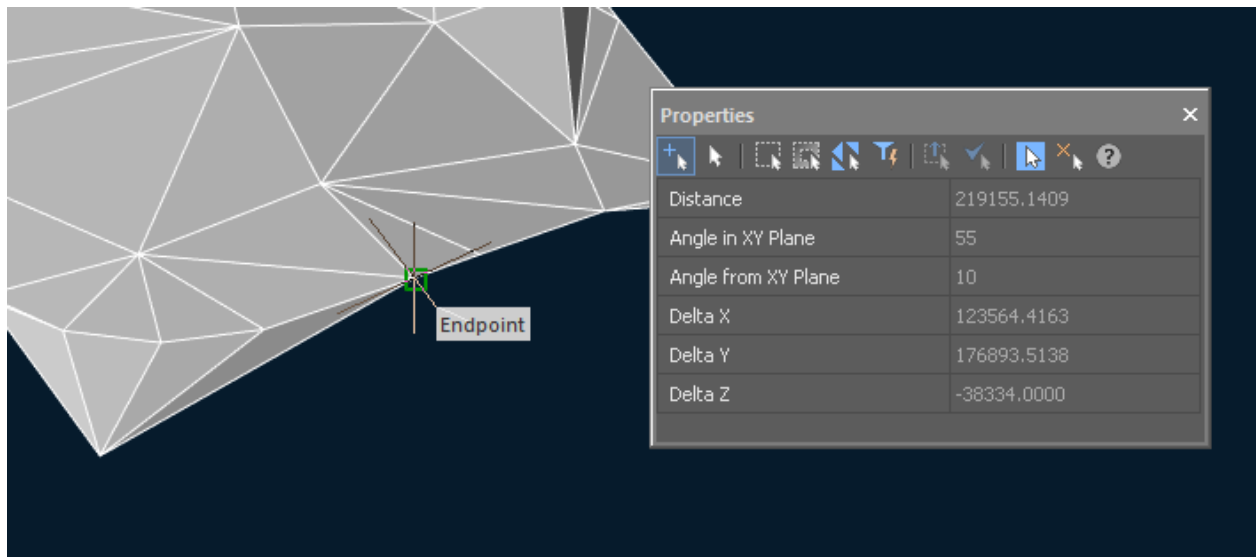 Properties
Distance 219155.1409
Angle in XY Plane 55
Angle from XY Plane 10
Delta X 123564.4163
Delta Y 176893.5138
Delta Z -38334.0000
Endpoint